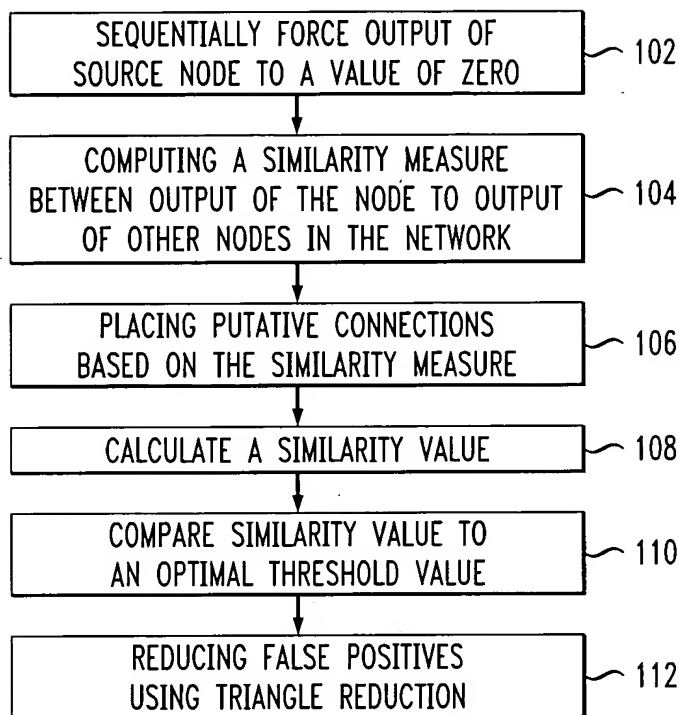 SEQUENTIALLY FORCE OUTPUT OF
SOURCE NODE TO A VALUE OF ZERO
102
COMPUTING A SIMILARITY MEASURE
BETWEEN OUTPUT OF THE NODE TO OUTPUT
OF OTHER NODES IN THE NETWORK
104
PLACING PUTATIVE CONNECTIONS
BASED ON THE SIMILARITY MEASURE
106
CALCULATE A SIMILARITY VALUE
108
COMPARE SIMILARITY VALUE TO
AN OPTIMAL THRESHOLD VALUE
110
REDUCING FALSE POSITIVES
USING TRIANGLE REDUCTION
112